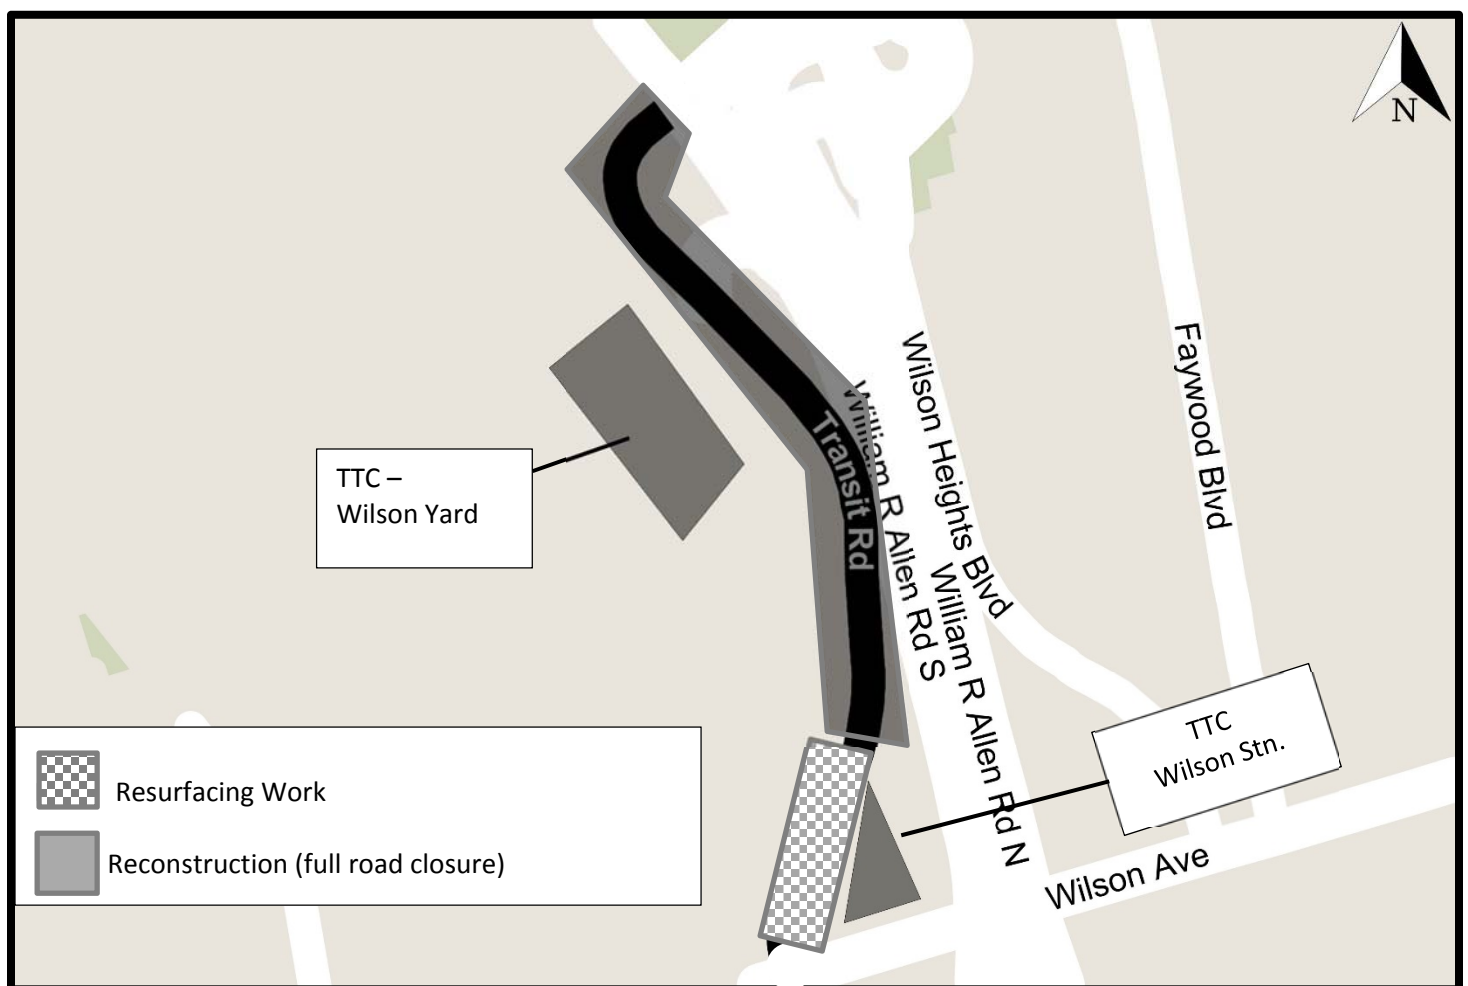 N
Wilson Heights Blvd
Faywood Blvd
William R Allen Rd S
Transit Rd
TTC –
Wilson Yard
William R Allen Rd N
TTC
Wilson Stn.
Resurfacing Work
Wilson Ave
Reconstruction (full road closure)